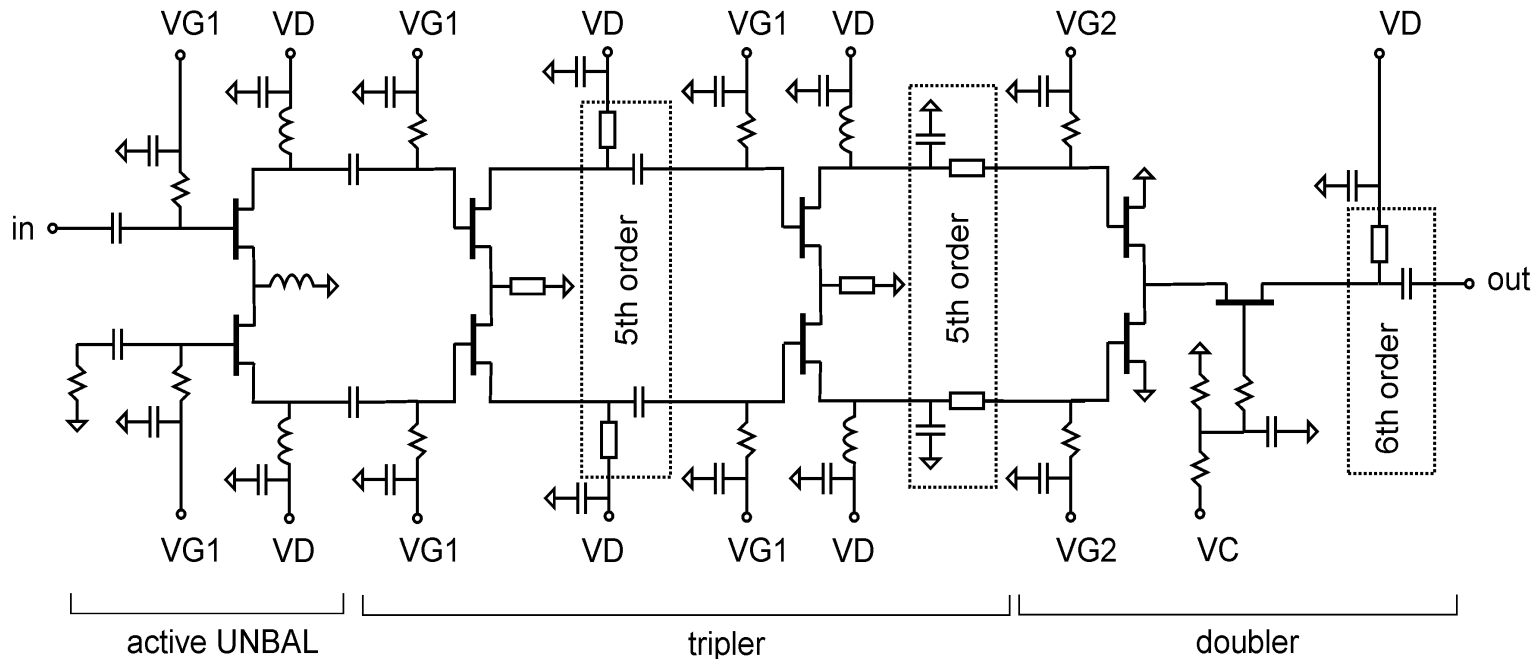 VG1 VD VG1 VD VG1 VD VG2 VD
in
5th order
5th order
6th order
out
VG1 VD VG1 VD VG1 VD VG2 VC
active UNBAL tripler doubler